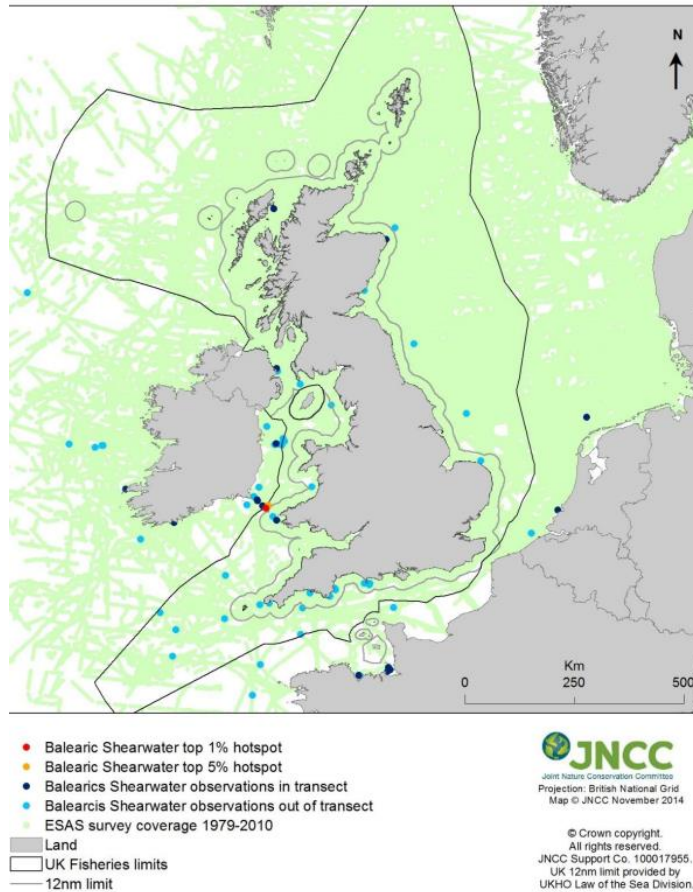 N
Km
0 250 500
Balearic Shearwater top 1% hotspot
Balearic Shearwater top 5% hotspot
Balearics Shearwater observations in transect
Balearcis Shearwater observations out of transect
ESAS survey coverage 1979-2010
Land
UK Fisheries limits
12nm limit
JNCC
Joint Nature Conservation Committee
Projection: British National Grid
Map © JNCC November 2014
© Crown copyright.
All rights reserved.
JNCC Support Co. 100017955.
UK 12nm limit provided by
UKHO Law of the Sea Division.